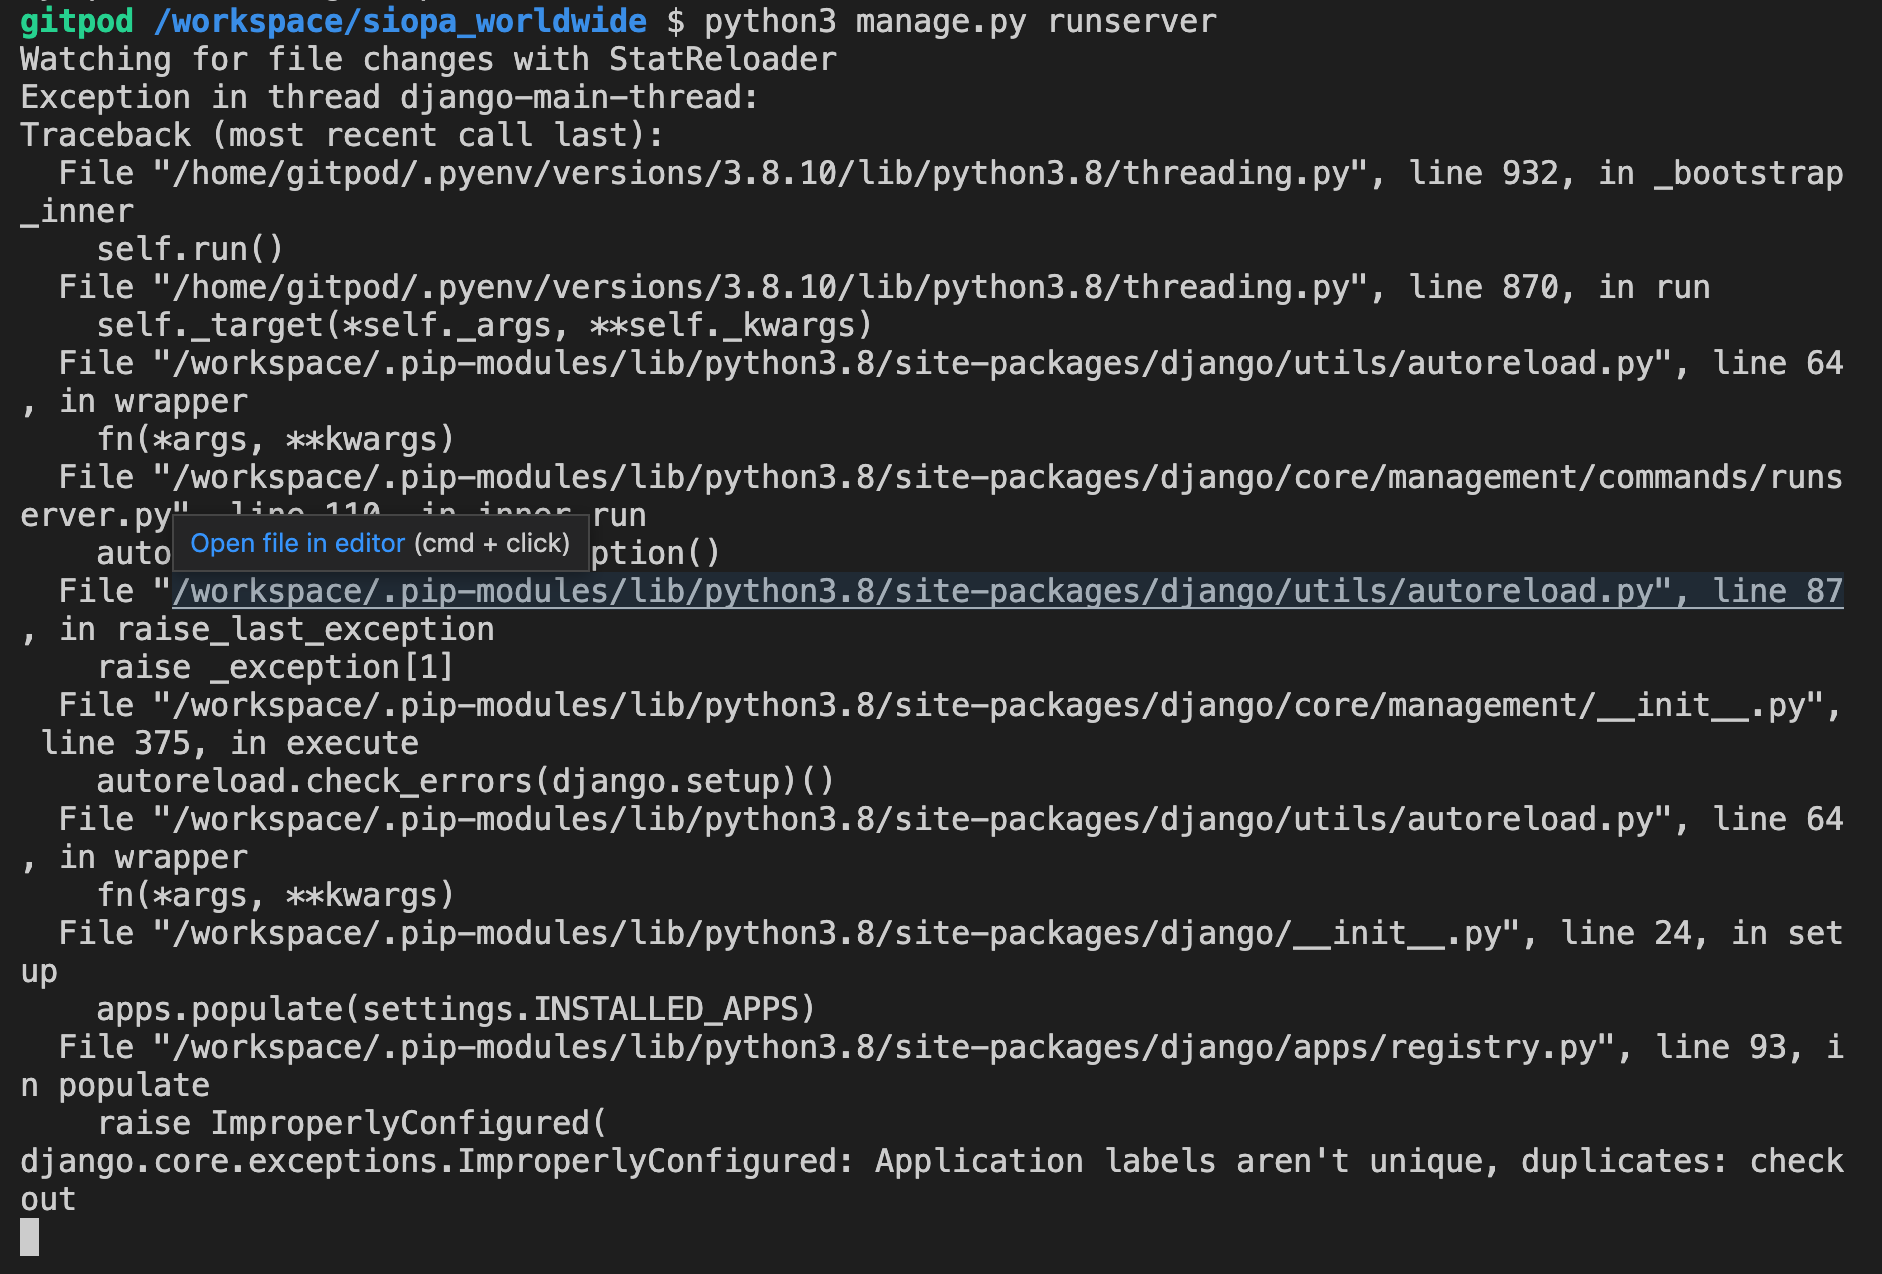 gitpod /workspace/siopa_worldwide $ python3 manage.py runserver
Watching for file changes with StatReloader
Exception in thread django-main-thread:
Traceback (most recent call last):
  File "/home/gitpod/.pyenv/versions/3.8.10/lib/python3.8/threading.py", line 932, in _bootstrap
_inner
    self.run()
  File "/home/gitpod/.pyenv/versions/3.8.10/lib/python3.8/threading.py", line 870, in run
    self._target(*self._args, **self._kwargs)
  File "/workspace/.pip-modules/lib/python3.8/site-packages/django/utils/autoreload.py", line 64
, in wrapper
    fn(*args, **kwargs)
  File "/workspace/.pip-modules/lib/python3.8/site-packages/django/core/management/commands/runs
erver.py", line 110, in inner_run
Open file in editor (cmd + click)
    auto ption()
  File "/workspace/.pip-modules/lib/python3.8/site-packages/django/utils/autoreload.py", line 87
, in raise_last_exception
    raise _exception[1]
  File "/workspace/.pip-modules/lib/python3.8/site-packages/django/core/management/__init__.py",
 line 375, in execute
    autoreload.check_errors(django.setup)()
  File "/workspace/.pip-modules/lib/python3.8/site-packages/django/utils/autoreload.py", line 64
, in wrapper
    fn(*args, **kwargs)
  File "/workspace/.pip-modules/lib/python3.8/site-packages/django/__init__.py", line 24, in set
up
    apps.populate(settings.INSTALLED_APPS)
  File "/workspace/.pip-modules/lib/python3.8/site-packages/django/apps/registry.py", line 93, i
n populate
    raise ImproperlyConfigured(
django.core.exceptions.ImproperlyConfigured: Application labels aren't unique, duplicates: check
out